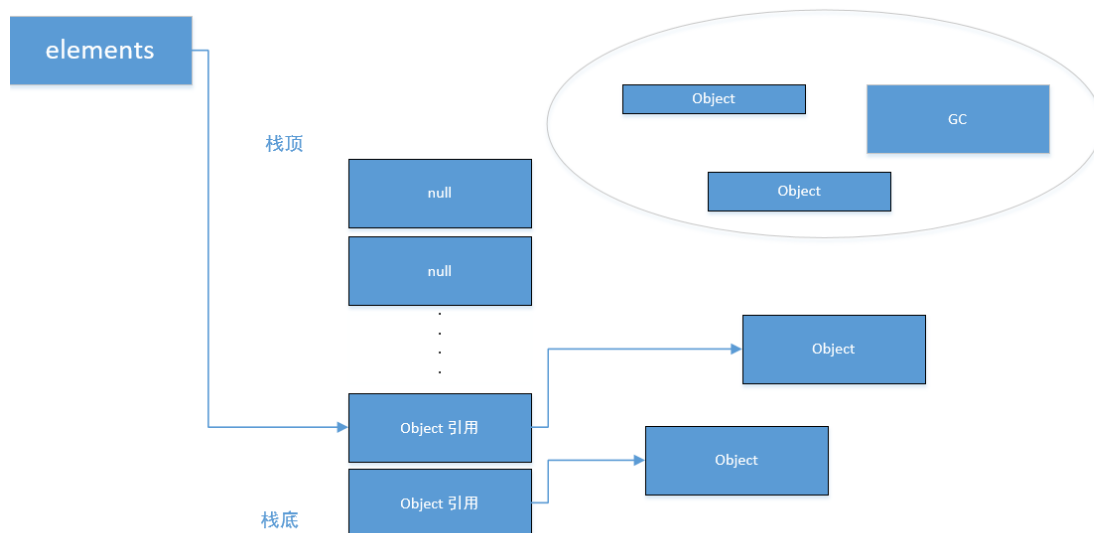 elements
Object
GC
栈顶
Object
null
null
Object
Object 引用
Object
Object 引用
栈底